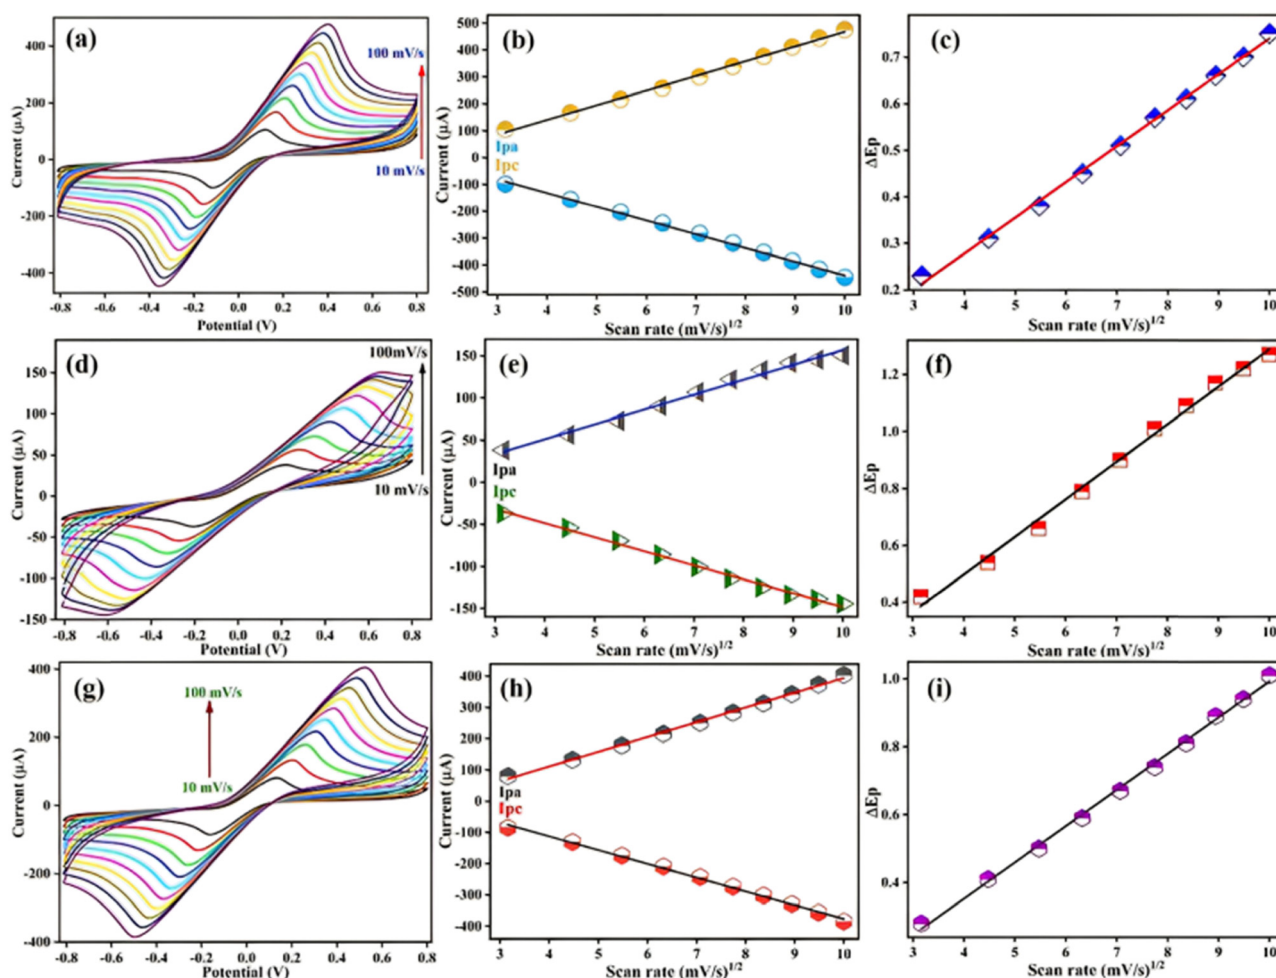 (a)
100 mV/s
10 mV/s
400
200
0
-200
-400
Current (µA)
-0.8 -0.6 -0.4 -0.2 0.0 0.2 0.4 0.6 0.8
Potential (V)
(b)
500
400
300
200
100
Ipa
Ipc
-100
-200
-300
-400
-500
Current (µA)
3 4 5 6 7 8 9 10
Scan rate (mV/s)1/2
(c)
0.7
0.6
0.5
0.4
0.3
0.2
ΔEp
3 4 5 6 7 8 9 10
Scan rate (mV/s)1/2
(d)
100mV/s
10 mV/s
150
100
50
0
-50
-100
-150
Current (µA)
-0.8 -0.6 -0.4 -0.2 0.0 0.2 0.4 0.6 0.8
Potential (V)
(e)
150
100
50
Ipa
Ipc
-50
-100
-150
Current (µA)
3 4 5 6 7 8 9 10
Scan rate (mV/s)1/2
(f)
1.2
1.0
0.8
0.6
0.4
ΔEp
3 4 5 6 7 8 9 10
Scan rate (mV/s)1/2
(g)
100 mV/s
10 mV/s
400
200
0
-200
-400
Current (µA)
-0.8 -0.6 -0.4 -0.2 0.0 0.2 0.4 0.6 0.8
Potential (V)
(h)
400
300
200
100
Ipa
Ipc
-100
-200
-300
-400
Current (µA)
3 4 5 6 7 8 9 10
Scan rate (mV/s)1/2
(i)
1.0
0.8
0.6
0.4
ΔEp
3 4 5 6 7 8 9 10
Scan rate (mV/s)1/2